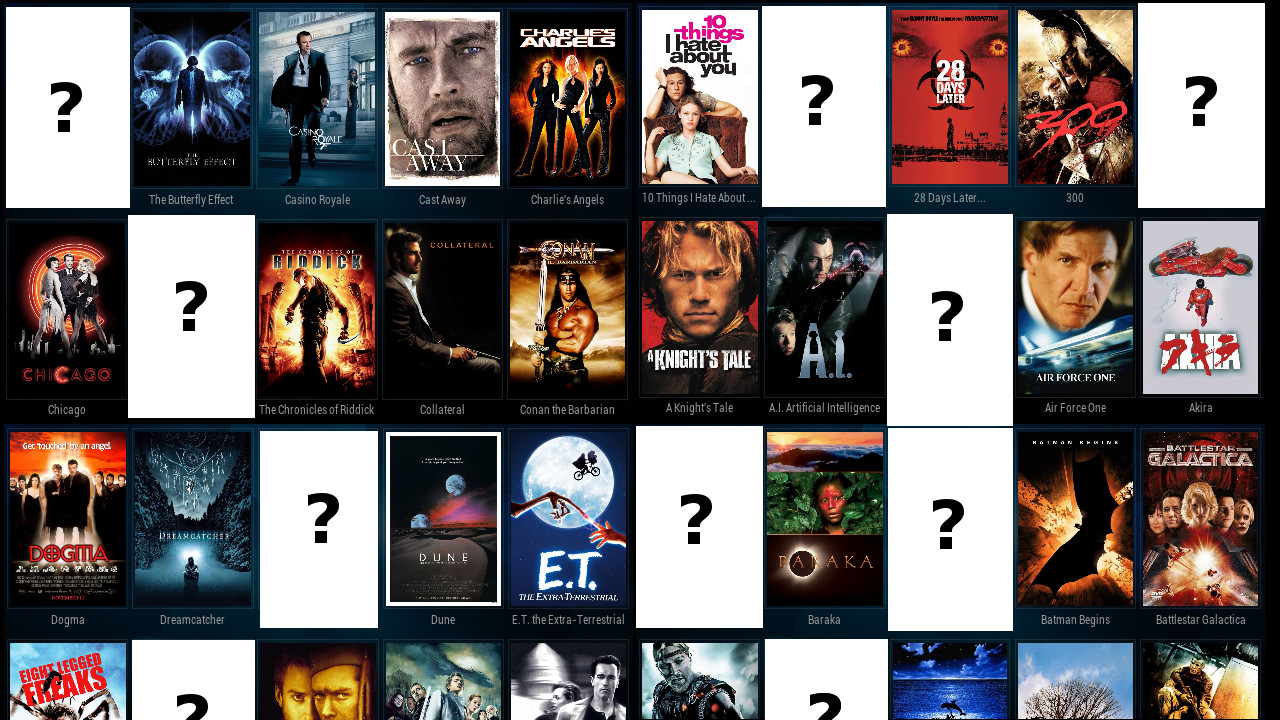 ?
THE
BUTTERFLY EFFECT
The Butterfly Effect
CASINO
ROYALE
Casino Royale
CAST
AWAY
Cast Away
CHARLIE'S
ANGELS
Charlie's Angels
10
things
I hate
about
you
10 Things I Hate About ...
?
28
DAYS
LATER
28 Days Later...
300
300
?
CHICAGO
Chicago
?
THE CHRONICLES OF
RIDDICK
The Chronicles of Riddick
COLLATERAL
Collateral
CONAN
THE BARBARIAN
Conan the Barbarian
A KNIGHT'S TALE
A Knight's Tale
A.I.
A.I. Artificial Intelligence
?
AIR FORCE ONE
Air Force One
アキラ
AKIRA
Akira
Get 'touched' by an angel.
DOGMA
Dogma
DREAMCATCHER
Dreamcatcher
?
DUNE
Dune
E.T.
THE EXTRA-TERRESTRIAL
E.T. the Extra-Terrestrial
?
BARAKA
Baraka
?
BATMAN BEGINS
Batman Begins
BATTLESTAR
GALACTICA
Battlestar Galactica
EIGHT LEGGED
FREAKS
?
?